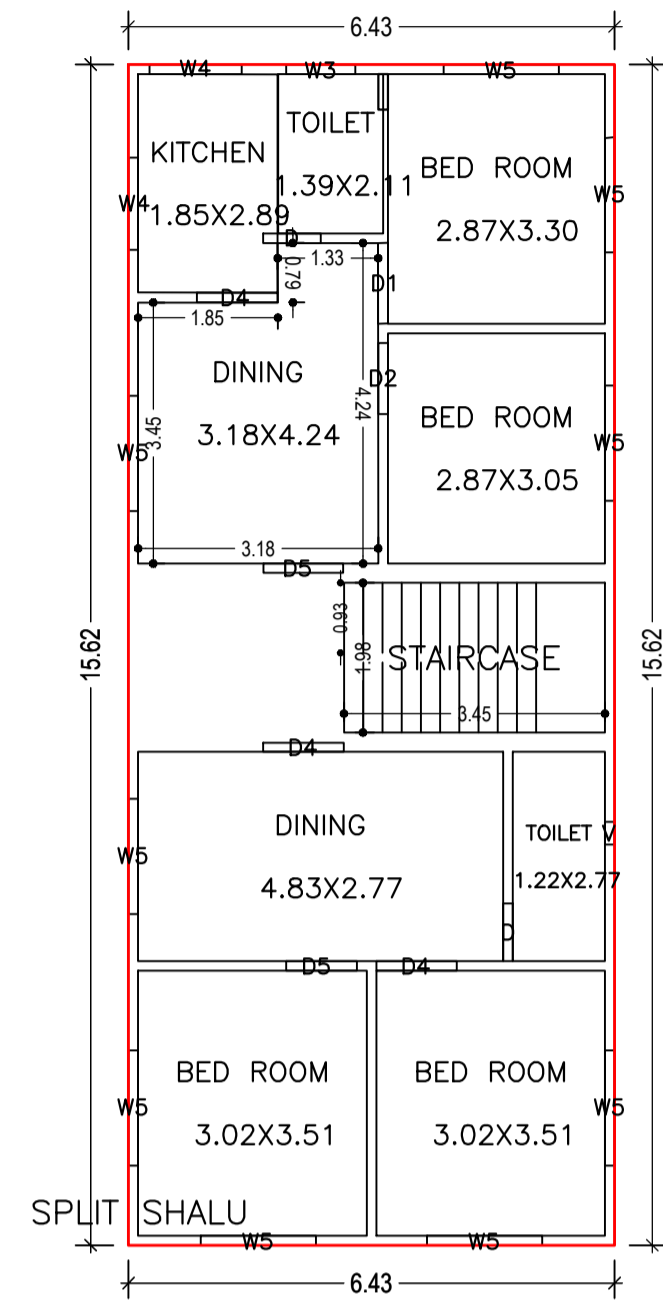 6.43
W4 W3 W5
TOILET
KITCHEN
BED ROOM
1.39X2.11
W4
1.85X2.89
W5
2.87X3.30
D
1.33
0.79
D1
D4
1.85
DINING
D2
4.24
BED ROOM
3.18X4.24
3.45
W5
W5
2.87X3.05
3.18
D5
0.93
15.62
1.98
STAIRCASE
15.62
3.45
D4
DINING
TOILET V
W5
4.83X2.77
1.22X2.77
D
D5 D4
BED ROOM BED ROOM
W5 W5
3.02X3.51 3.02X3.51
SPLIT SHALU
W5 W5
6.43